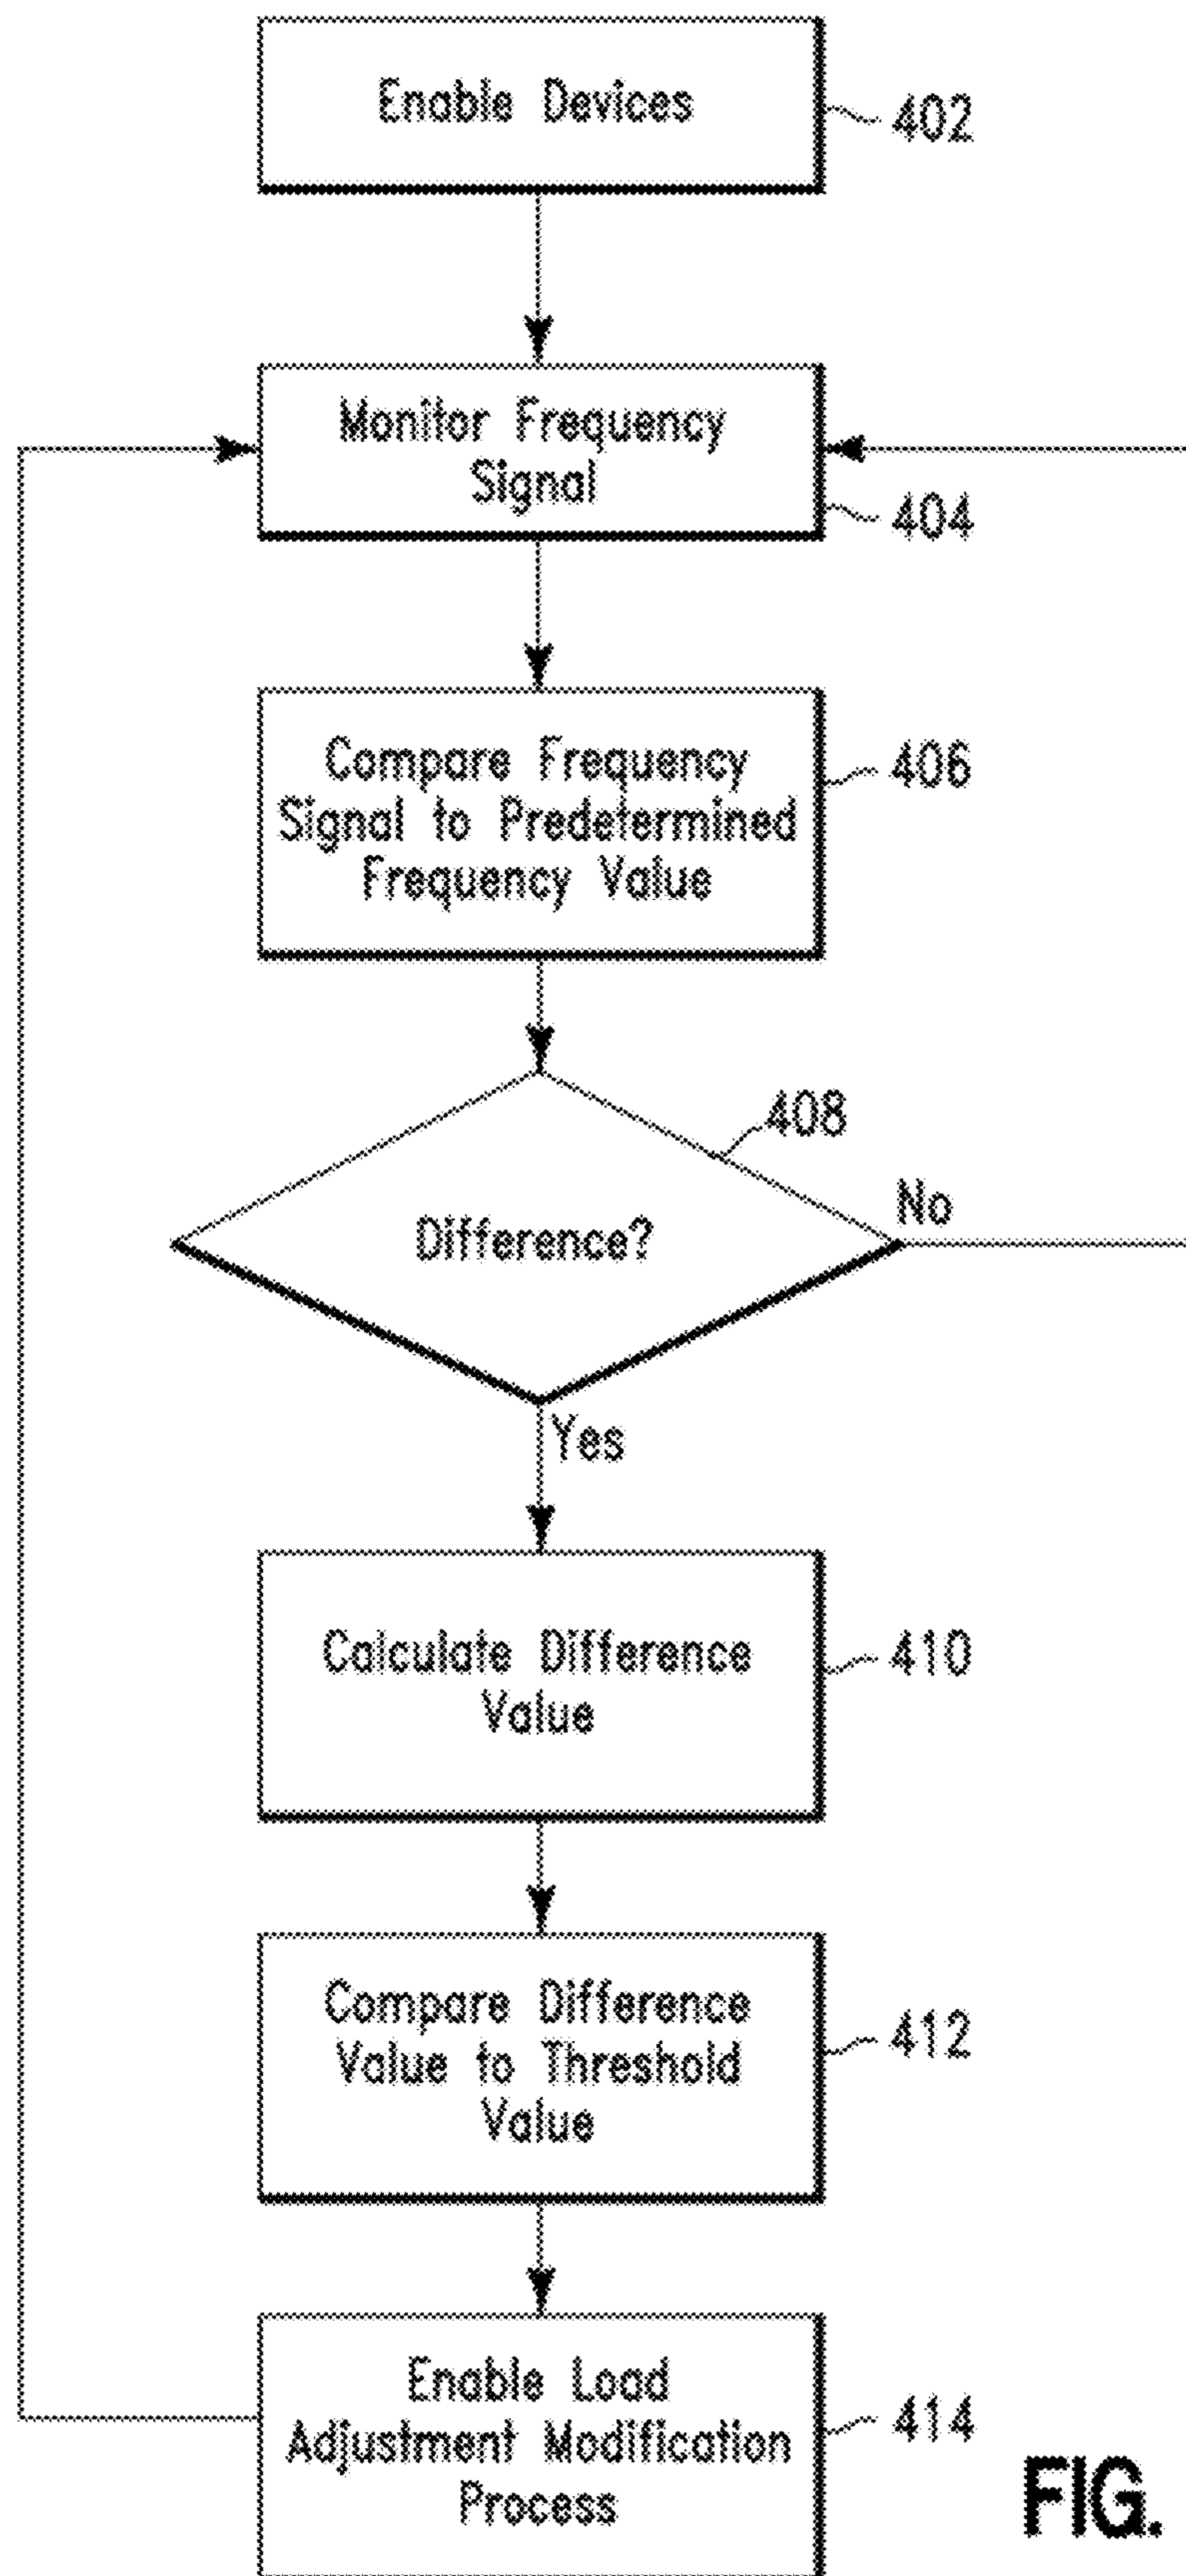 Enable Devices
402
Monitor Frequency
Signal
404
Compare Frequency
Signal to Predetermined
Frequency Value
406
408
Difference?
No
Yes
Calculate Difference
Value
410
Compare Difference
Value to Threshold
Value
412
Enable Load
Adjustment Modification
Process
414
FIG.